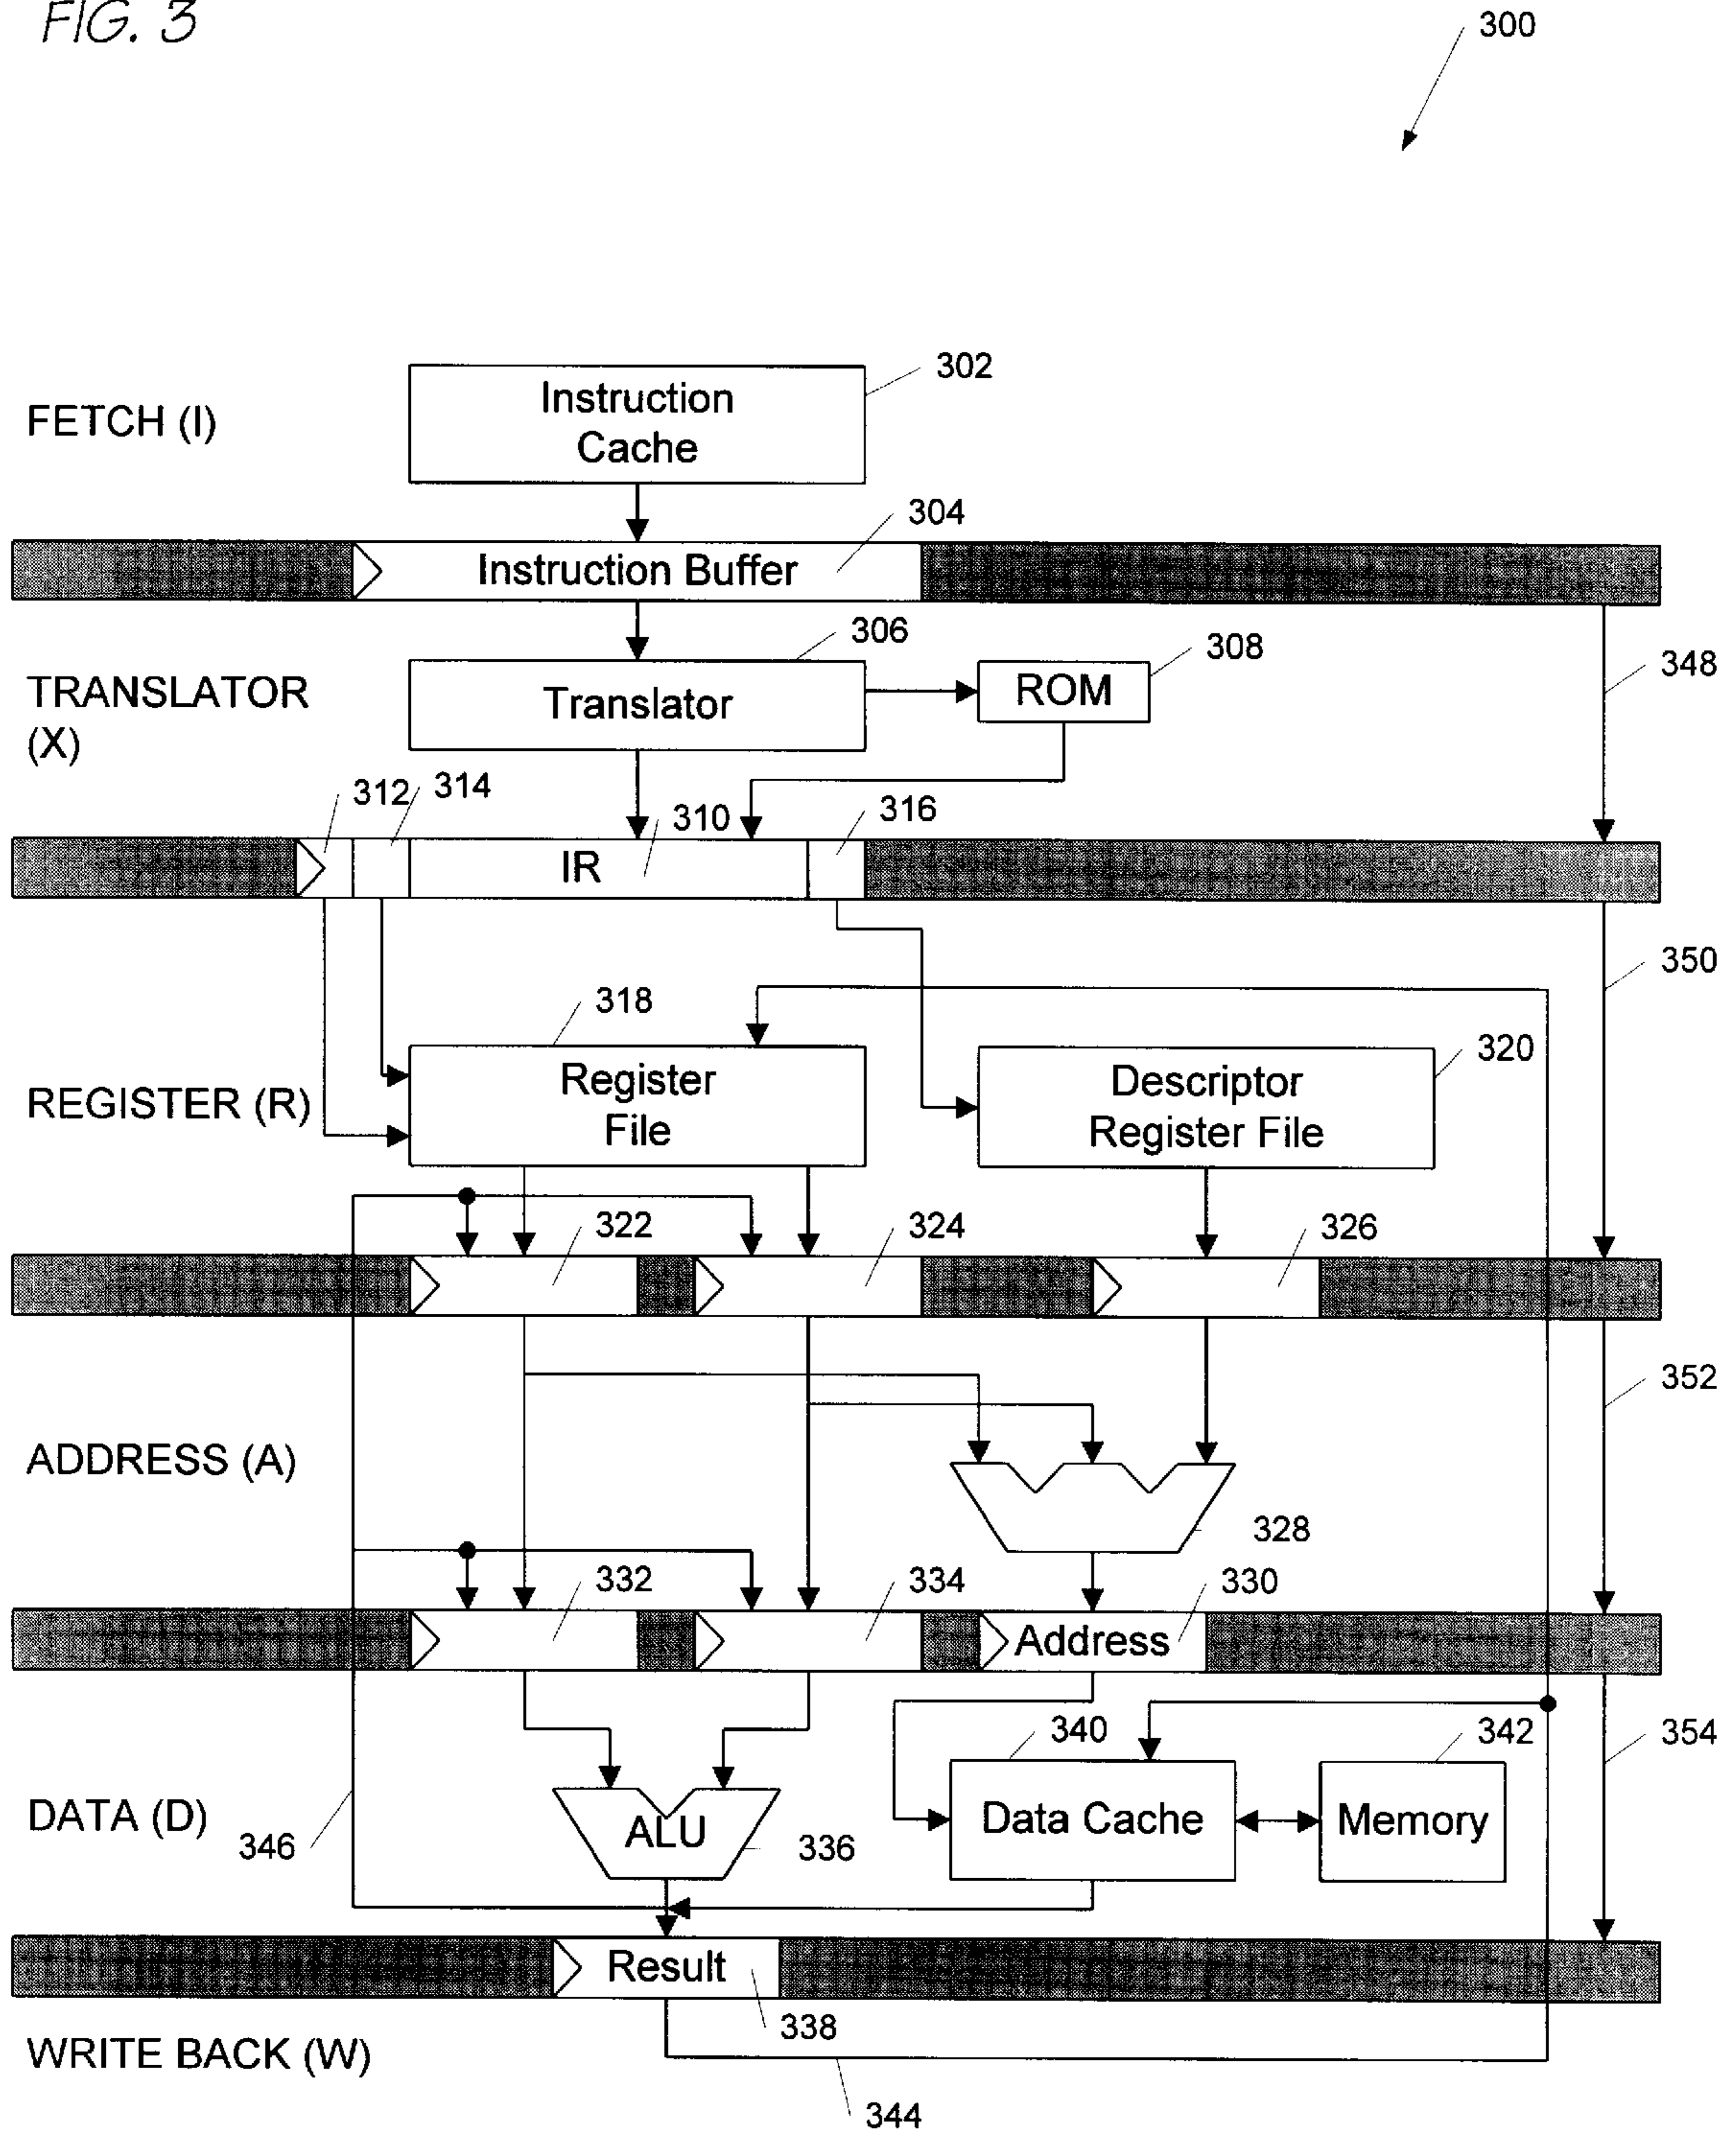 FIG. 3
300
302
Instruction
Cache
FETCH (I)
304
Instruction Buffer
306
308
348
TRANSLATOR
(X)
Translator
ROM
312
314
310
316
IR
350
318
320
Register
File
Descriptor
Register File
REGISTER (R)
322
324
326
352
ADDRESS (A)
328
332
334
330
Address
340
342
354
DATA (D)
346
ALU
336
Data Cache
Memory
Result
338
WRITE BACK (W)
344